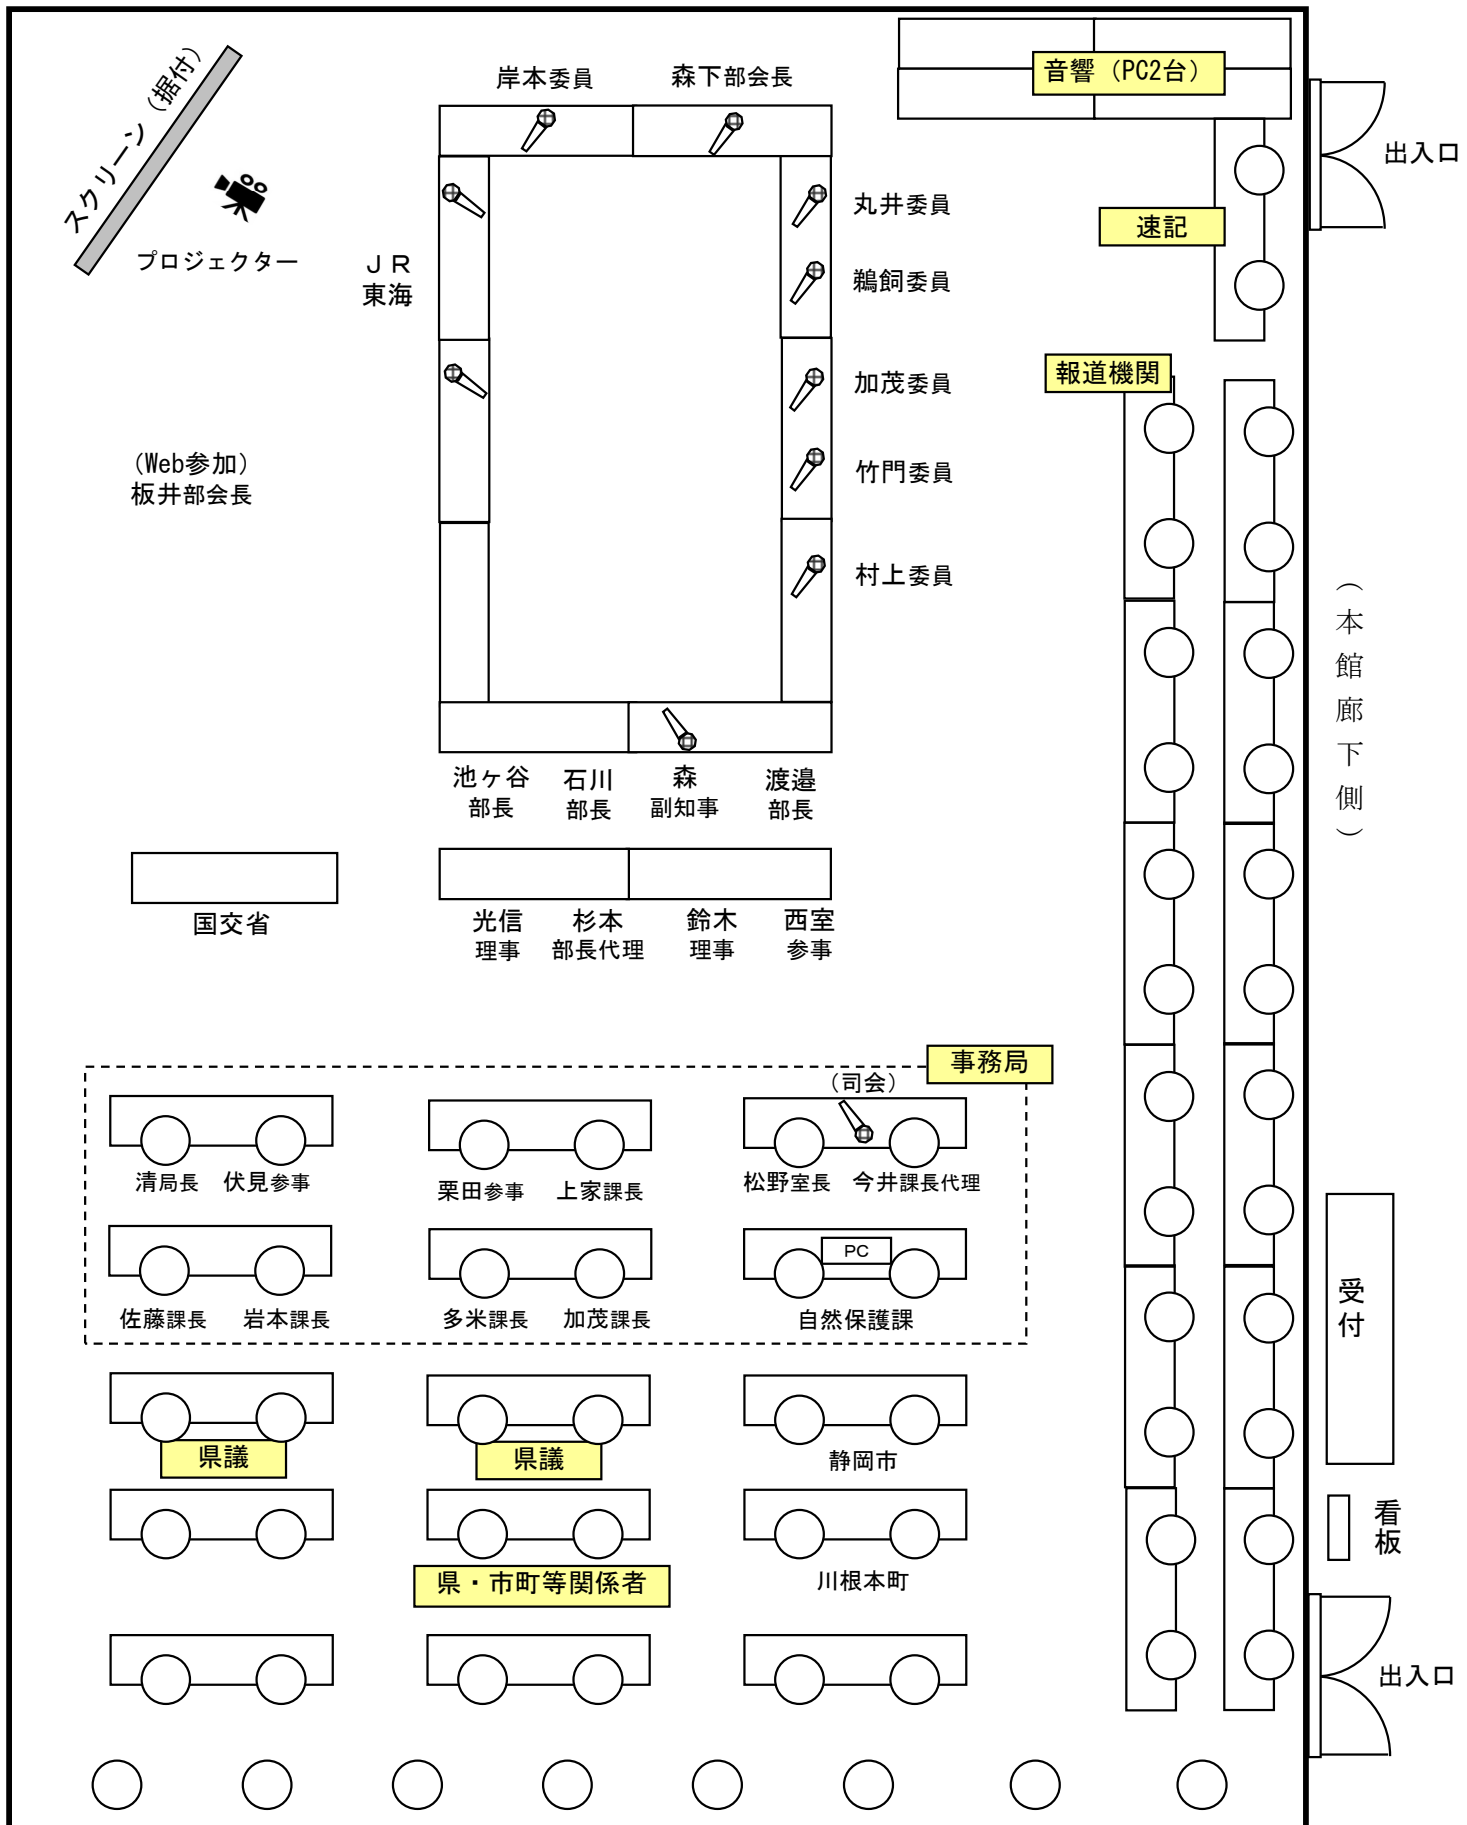 スクリーン（据付）
プロジェクター
岸本委員
森下部会長
音響（PC2台）
出入口
速記
丸井委員
鵜飼委員
加茂委員
竹門委員
村上委員
ＪＲ
東海
（Web参加）
板井部会長
報道機関
（本館廊下側）
池ヶ谷
部長
石川
部長
森
副知事
渡邉
部長
国交省
光信
理事
杉本
部長代理
鈴木
理事
西室
参事
事務局
（司会）
清局長
伏見参事
栗田参事
上家課長
松野室長
今井課長代理
PC
佐藤課長
岩本課長
多米課長
加茂課長
自然保護課
受付
県議
県議
静岡市
看板
県・市町等関係者
川根本町
出入口